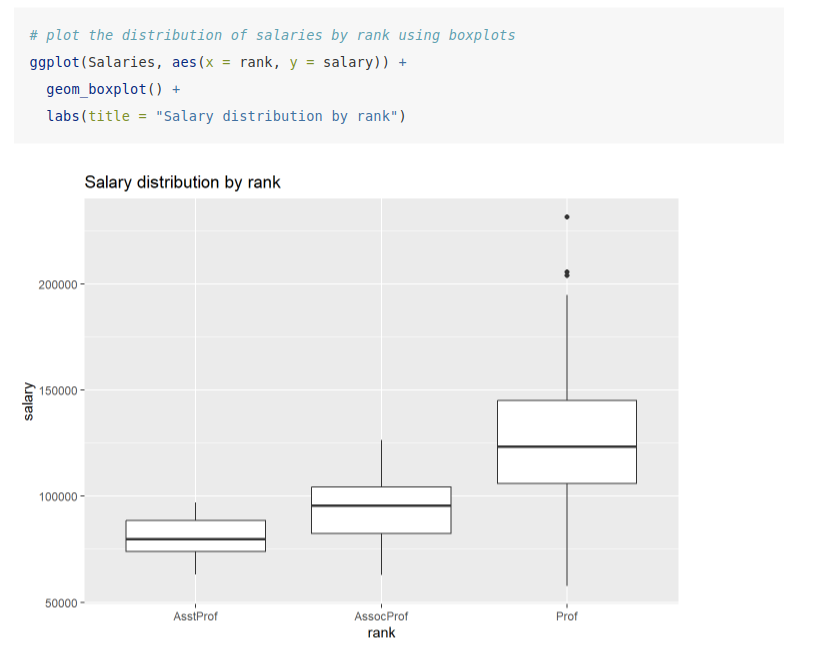 # plot the distribution of salaries by rank using boxplots
ggplot(Salaries, aes(x = rank, y = salary)) +
  geom_boxplot() +
  labs(title = "Salary distribution by rank")
Salary distribution by rank
200000
150000
100000
50000
salary
AsstProf AssocProf Prof
rank